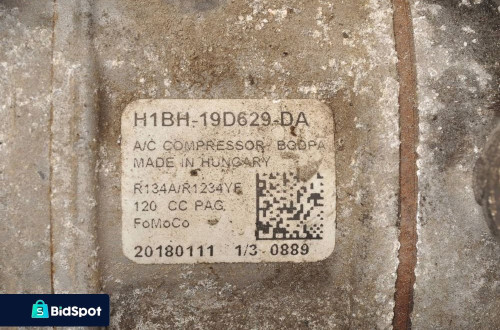 H1BH-19D629-DA
A/C COMPRESSOR BQDPA
MADE IN HUNGARY
R134A/R1234YF
120 CC PAG
FoMoCo
20180111 1/3 0889
S BidSpot